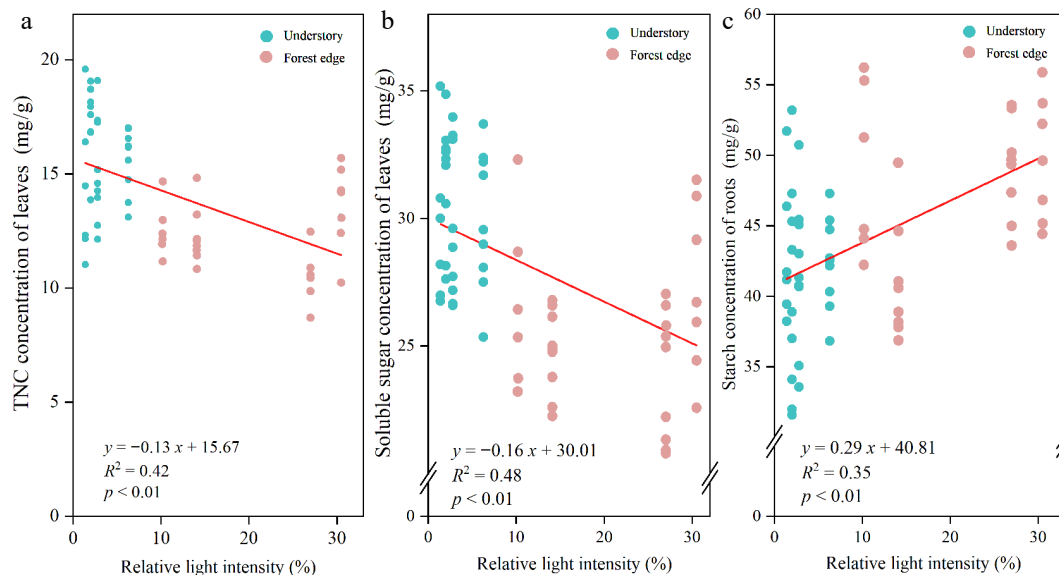 a
TNC concentration of leaves (mg/g)
20
15
10
5
0
Understory
Forest edge
y = −0.13 x + 15.67
R² = 0.42
p < 0.01
0
10
20
30
Relative light intensity (%)
b
Soluble sugar concentration of leaves (mg/g)
35
30
25
0
Understory
Forest edge
y = −0.16 x + 30.01
R² = 0.48
p < 0.01
0
10
20
30
Relative light intensity (%)
c
Starch concentration of roots (mg/g)
60
55
50
45
40
35
0
Understory
Forest edge
y = 0.29 x + 40.81
R² = 0.35
p < 0.01
0
10
20
30
Relative light intensity (%)